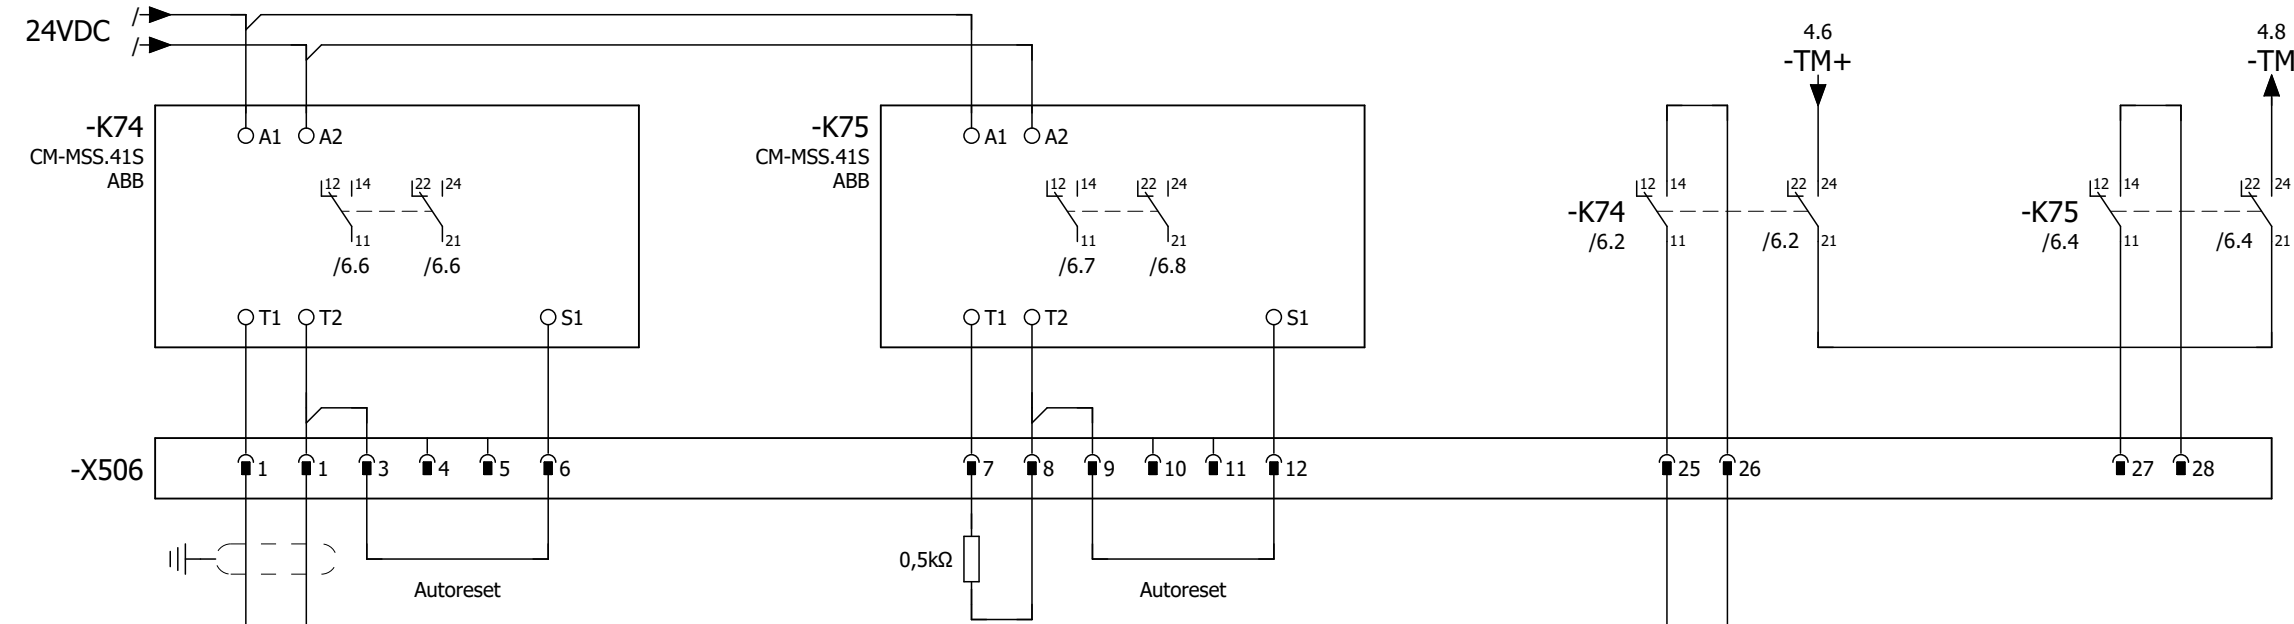 24VDC
/
/
4.6
-TM+
4.8
-TM
-K74
CM-MSS.41S
ABB
A1
A2
12
14
22
24
11
21
/6.6
/6.6
T1
T2
S1
-K75
CM-MSS.41S
ABB
A1
A2
12
14
22
24
11
21
/6.7
/6.8
T1
T2
S1
-K74
/6.2
12
14
11
/6.2
22
24
21
-K75
/6.4
12
14
11
/6.4
22
24
21
-X506
1
1
3
4
5
6
7
8
9
10
11
12
25
26
27
28
Autoreset
0,5kΩ
Autoreset